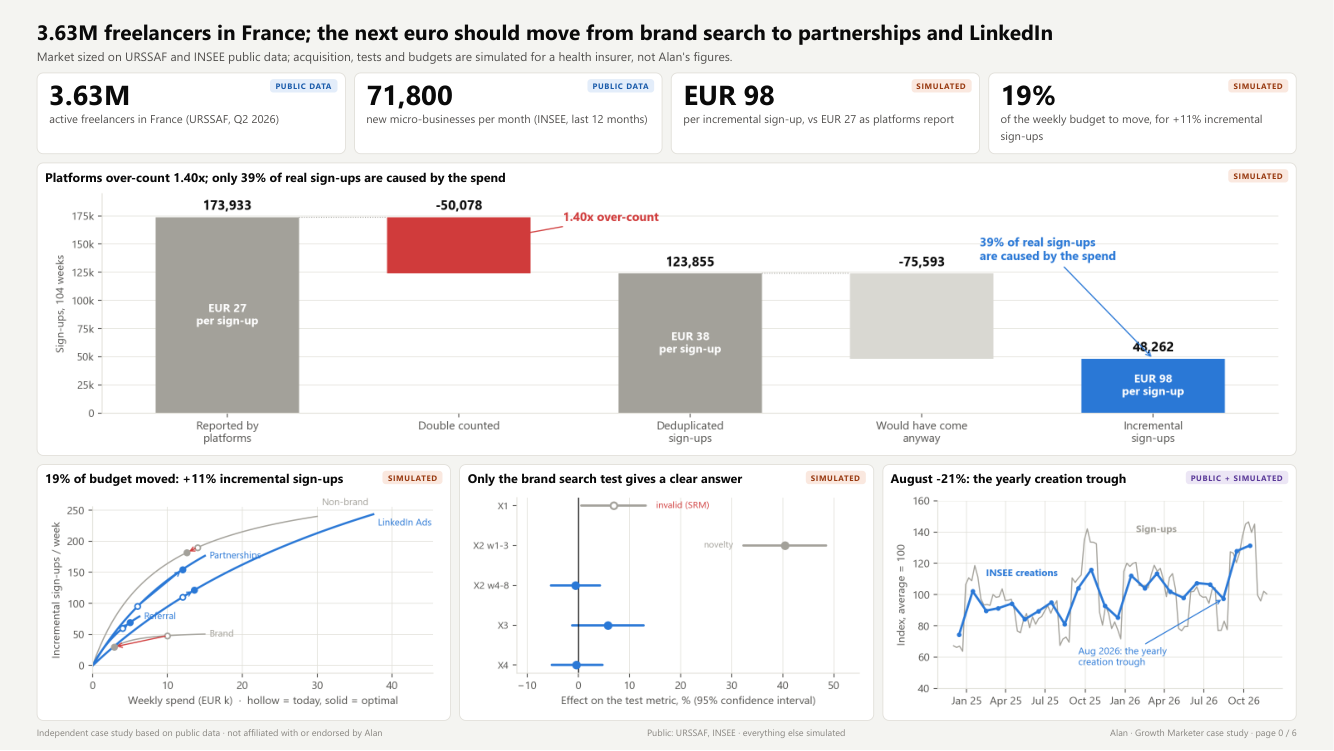 3.63M freelancers in France; the next euro should move from brand search to partnerships and LinkedIn
Market sized on URSSAF and INSEE public data; acquisition, tests and budgets are simulated for a health insurer, not Alan's figures.
3.63M
PUBLIC DATA
active freelancers in France (URSSAF, Q2 2026)
71,800
PUBLIC DATA
new micro-businesses per month (INSEE, last 12 months)
EUR 98
SIMULATED
per incremental sign-up, vs EUR 27 as platforms report
19%
SIMULATED
of the weekly budget to move, for +11% incremental
sign-ups
Platforms over-count 1.40x; only 39% of real sign-ups are caused by the spend
SIMULATED
Sign-ups, 104 weeks
175k
150k
125k
100k
75k
50k
25k
0
173,933
-50,078
1.40x over-count
123,855
-75,593
39% of real sign-ups
are caused by the spend
48,262
EUR 27
per sign-up
EUR 38
per sign-up
EUR 98
per sign-up
Reported by
platforms
Double counted
Deduplicated
sign-ups
Would have come
anyway
Incremental
sign-ups
19% of budget moved: +11% incremental sign-ups
SIMULATED
Incremental sign-ups / week
250
200
150
100
50
0
Non-brand
LinkedIn Ads
Partnerships
Referral
Brand
0 10 20 30 40
Weekly spend (EUR k) · hollow = today, solid = optimal
Only the brand search test gives a clear answer
SIMULATED
X1
invalid (SRM)
X2 w1-3
novelty
X2 w4-8
X3
X4
−10 0 10 20 30 40 50
Effect on the test metric, % (95% confidence interval)
August -21%: the yearly creation trough
PUBLIC + SIMULATED
Index, average = 100
160
140
120
100
80
60
40
Sign-ups
INSEE creations
Aug 2026: the yearly
creation trough
Jan 25 Apr 25 Jul 25 Oct 25 Jan 26 Apr 26 Jul 26 Oct 26
Independent case study based on public data · not affiliated with or endorsed by Alan
Public: URSSAF, INSEE · everything else simulated
Alan · Growth Marketer case study · page 0 / 6